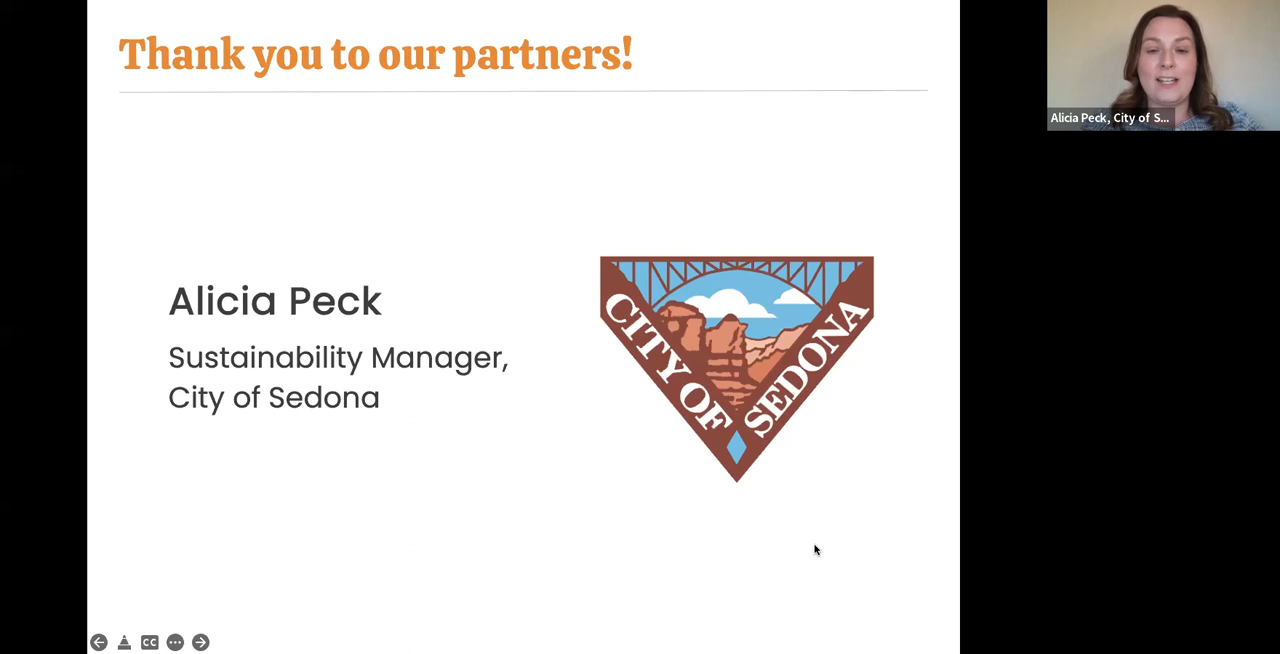 Thank you to our partners!
Alicia Peck, City of S...
Alicia Peck
Sustainability Manager,
City of Sedona
CITY OF
SEDONA
CC